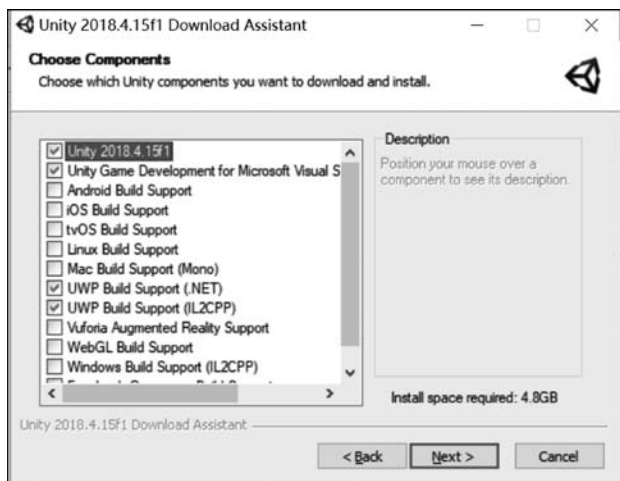 Unity 2018.4.15f1 Download Assistant
Choose Components
Choose which Unity components you want to download and install.
Unity 2018.4.15f1
Unity Game Development for Microsoft Visual S
Android Build Support
iOS Build Support
tvOS Build Support
Linux Build Support
Mac Build Support (Mono)
UWP Build Support (.NET)
UWP Build Support (IL2CPP)
Vuforia Augmented Reality Support
WebGL Build Support
Windows Build Support (IL2CPP)
Description
Position your mouse over a
component to see its description.
Install space required: 4.8GB
Unity 2018.4.15f1 Download Assistant
< Back
Next >
Cancel